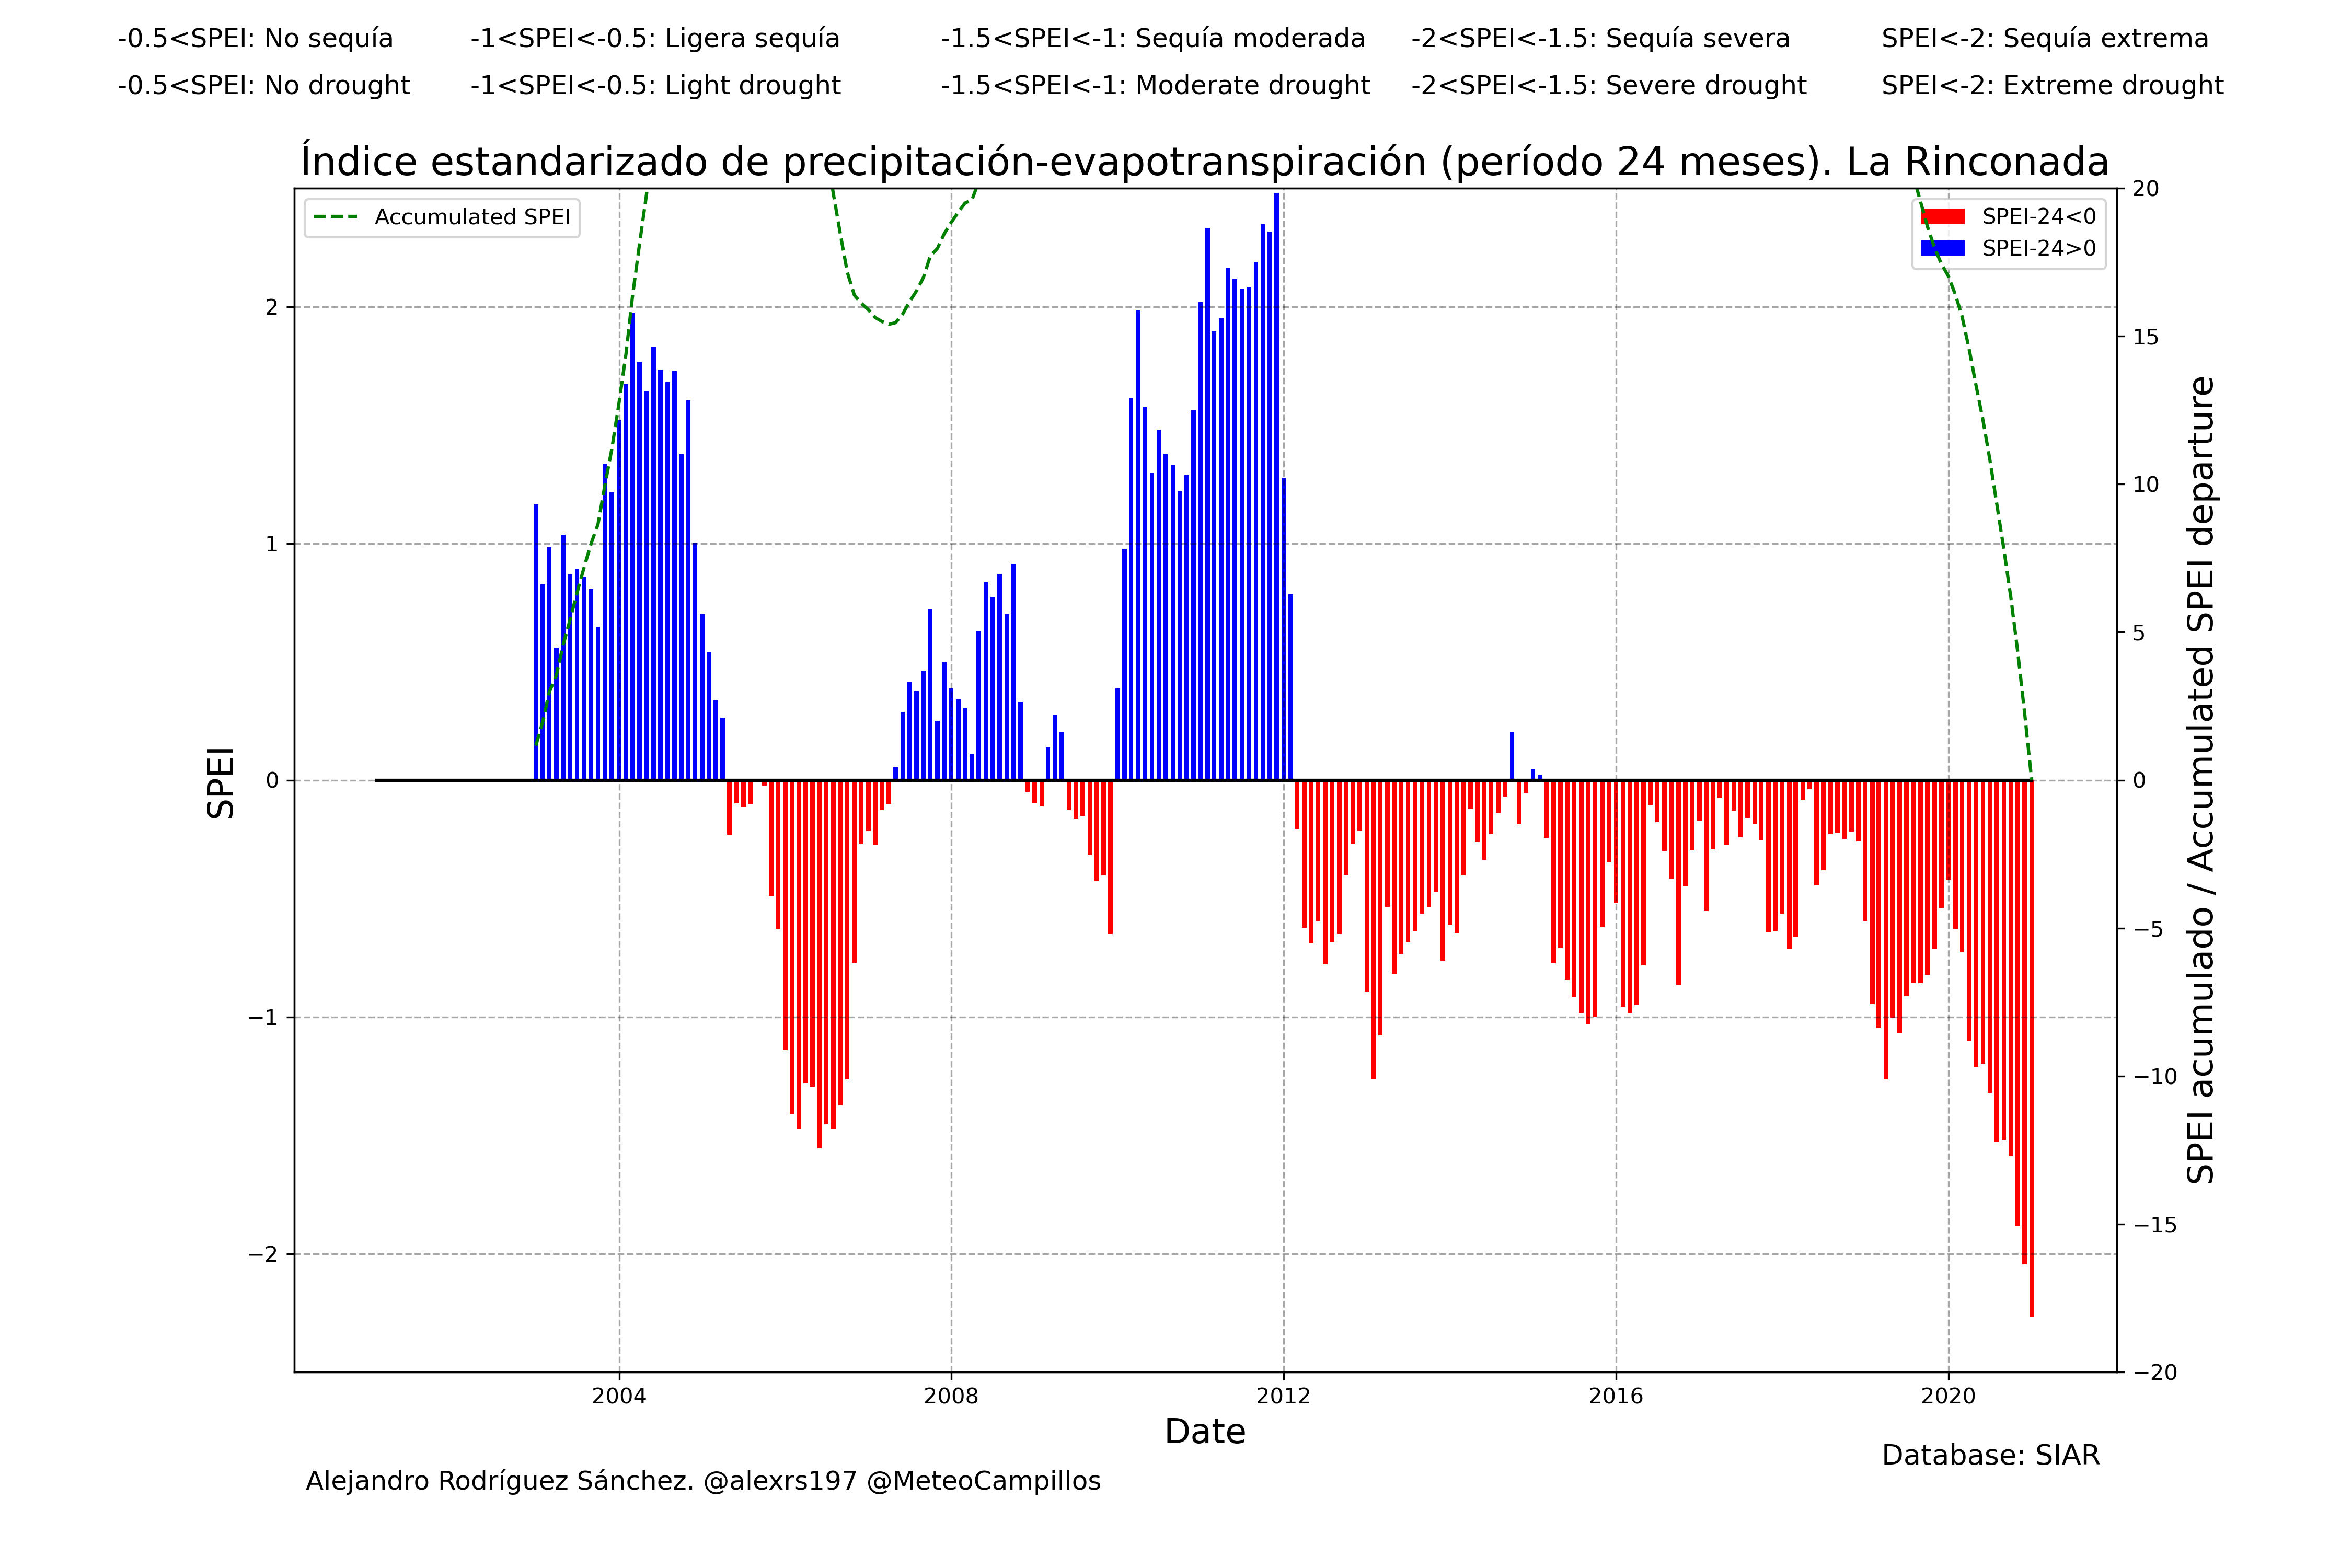 -0.5<SPEI: No sequía -1<SPEI<-0.5: Ligera sequía -1.5<SPEI<-1: Sequía moderada -2<SPEI<-1.5: Sequía severa SPEI<-2: Sequía extrema
-0.5<SPEI: No drought -1<SPEI<-0.5: Light drought -1.5<SPEI<-1: Moderate drought -2<SPEI<-1.5: Severe drought SPEI<-2: Extreme drought
Índice estandarizado de precipitación-evapotranspiración (período 24 meses). La Rinconada
Accumulated SPEI
SPEI-24<0
SPEI-24>0
SPEI
2
1
0
−1
−2
20
15
10
5
0
−5
−10
−15
−20
SPEI acumulado / Accumulated SPEI departure
2004 2008 2012 2016 2020
Date
Database: SIAR
Alejandro Rodríguez Sánchez. @alexrs197 @MeteoCampillos